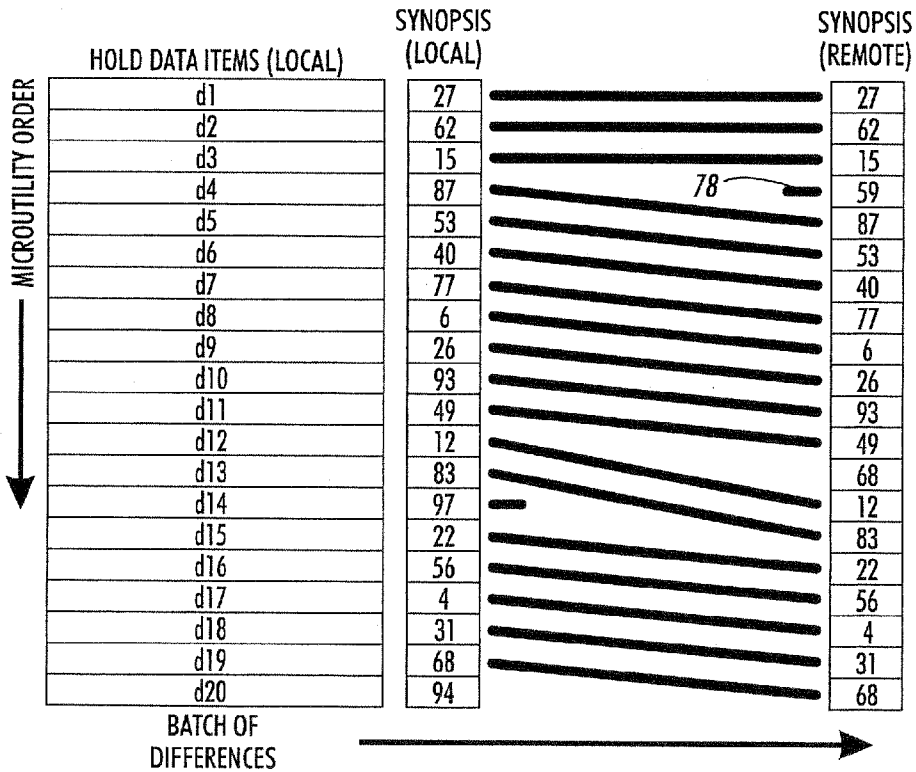 SYNOPSIS
(LOCAL)
SYNOPSIS
(REMOTE)
HOLD DATA ITEMS (LOCAL)
MICROUTILITY ORDER
d1 27 27
d2 62 62
d3 15 15
d4 87 78 59
d5 53 87
d6 40 53
d7 77 40
d8 6 77
d9 26 6
d10 93 26
d11 49 93
d12 12 49
d13 83 68
d14 97 12
d15 22 83
d16 56 22
d17 4 56
d18 31 4
d19 68 31
d20 94 68
BATCH OF
DIFFERENCES